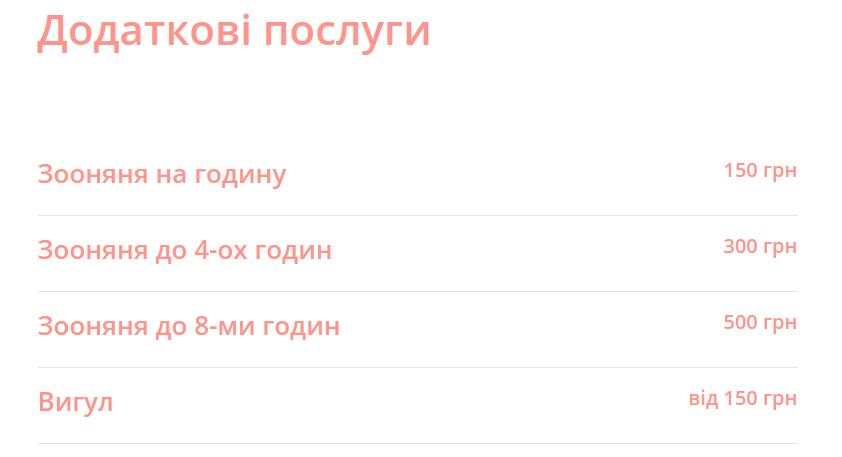 Додаткові послуги
Зооняня на годину 150 грн
Зооняня до 4-ох годин 300 грн
Зооняня до 8-ми годин 500 грн
Вигул від 150 грн